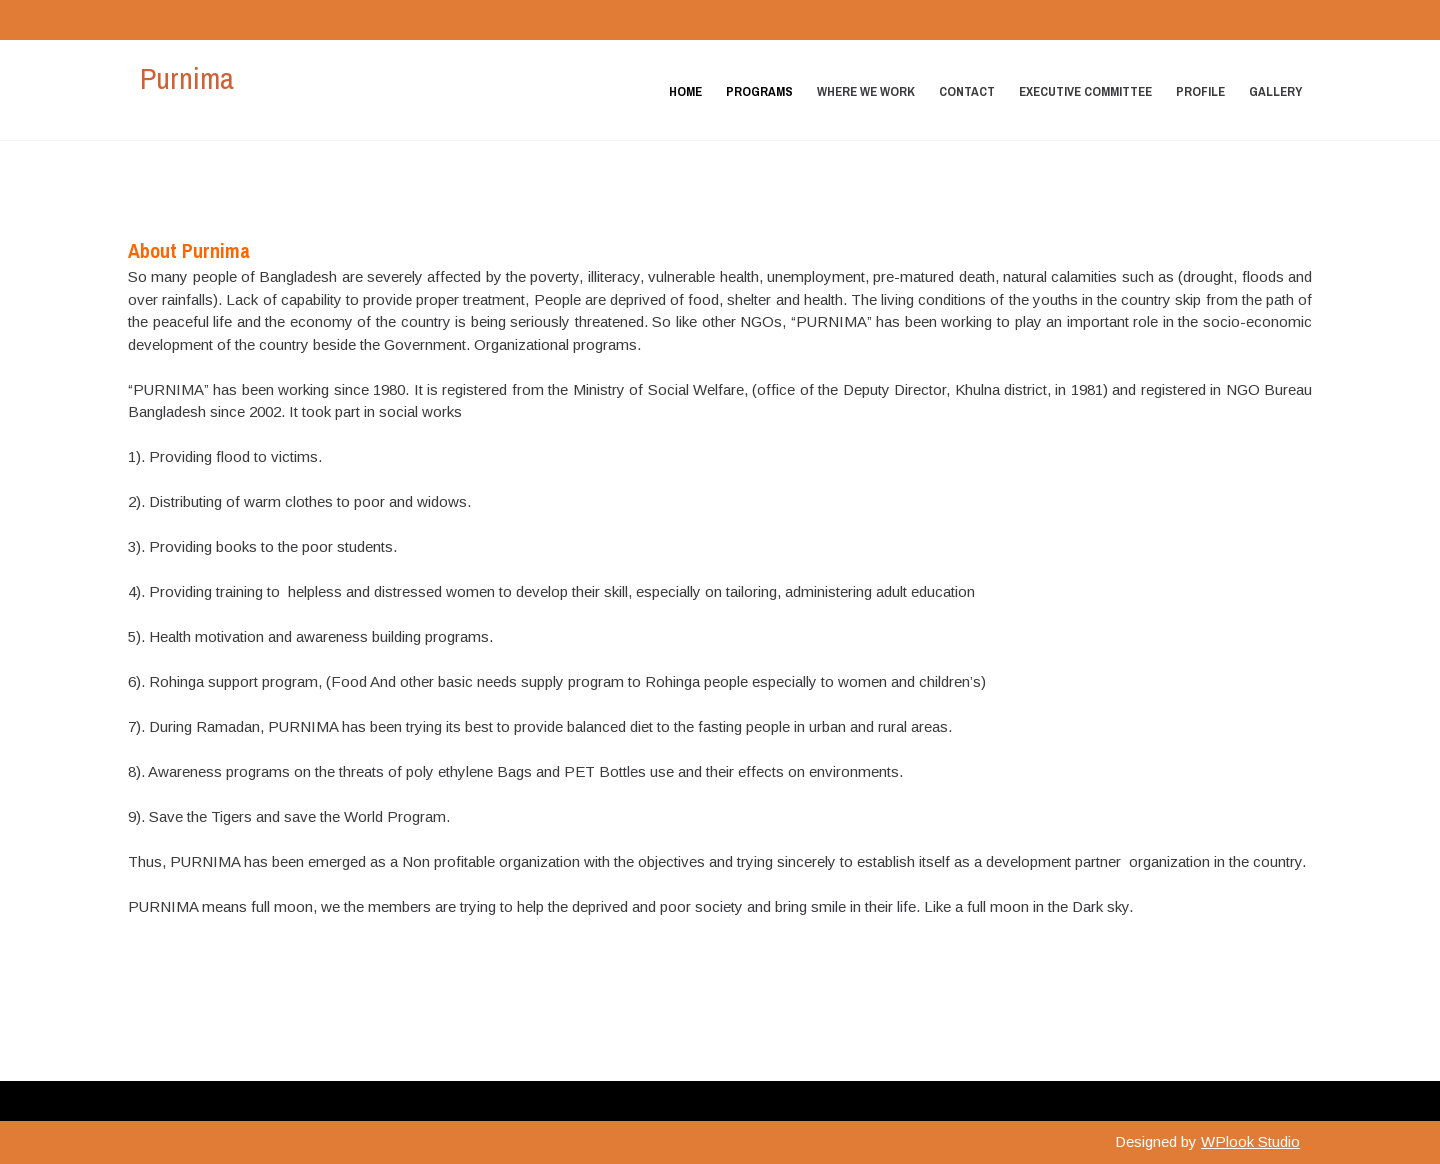 Purnima
HOME PROGRAMS WHERE WE WORK CONTACT EXECUTIVE COMMITTEE PROFILE GALLERY
About Purnima
So many people of Bangladesh are severely affected by the poverty, illiteracy, vulnerable health, unemployment, pre-matured death, natural calamities such as (drought, floods and
over rainfalls). Lack of capability to provide proper treatment, People are deprived of food, shelter and health. The living conditions of the youths in the country skip from the path of
the peaceful life and the economy of the country is being seriously threatened. So like other NGOs, “PURNIMA” has been working to play an important role in the socio-economic
development of the country beside the Government. Organizational programs.
“PURNIMA” has been working since 1980. It is registered from the Ministry of Social Welfare, (office of the Deputy Director, Khulna district, in 1981) and registered in NGO Bureau
Bangladesh since 2002. It took part in social works
1). Providing flood to victims.
2). Distributing of warm clothes to poor and widows.
3). Providing books to the poor students.
4). Providing training to  helpless and distressed women to develop their skill, especially on tailoring, administering adult education
5). Health motivation and awareness building programs.
6). Rohinga support program, (Food And other basic needs supply program to Rohinga people especially to women and children’s)
7). During Ramadan, PURNIMA has been trying its best to provide balanced diet to the fasting people in urban and rural areas.
8). Awareness programs on the threats of poly ethylene Bags and PET Bottles use and their effects on environments.
9). Save the Tigers and save the World Program.
Thus, PURNIMA has been emerged as a Non profitable organization with the objectives and trying sincerely to establish itself as a development partner  organization in the country.
PURNIMA means full moon, we the members are trying to help the deprived and poor society and bring smile in their life. Like a full moon in the Dark sky.
Designed by WPlook Studio